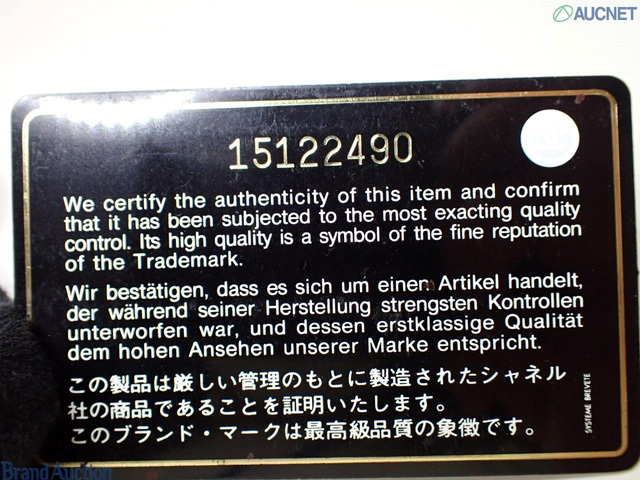 AUCNET
15122490
We certify the authenticity of this item and confirm
that it has been subjected to the most exacting quality
control. Its high quality is a symbol of the fine reputation
of the Trademark.
Wir bestätigen, dass es sich um einen Artikel handelt,
der während seiner Herstellung strengsten Kontrollen
unterworfen war, und dessen erstklassige Qualität
dem hohen Ansehen unserer Marke entspricht.
この製品は厳しい管理のもとに製造されたシャネル
社の商品であることを証明いたします。
このブランド・マークは最高級品質の象徴です。
SYSTEME BREVETE
Brand Auction